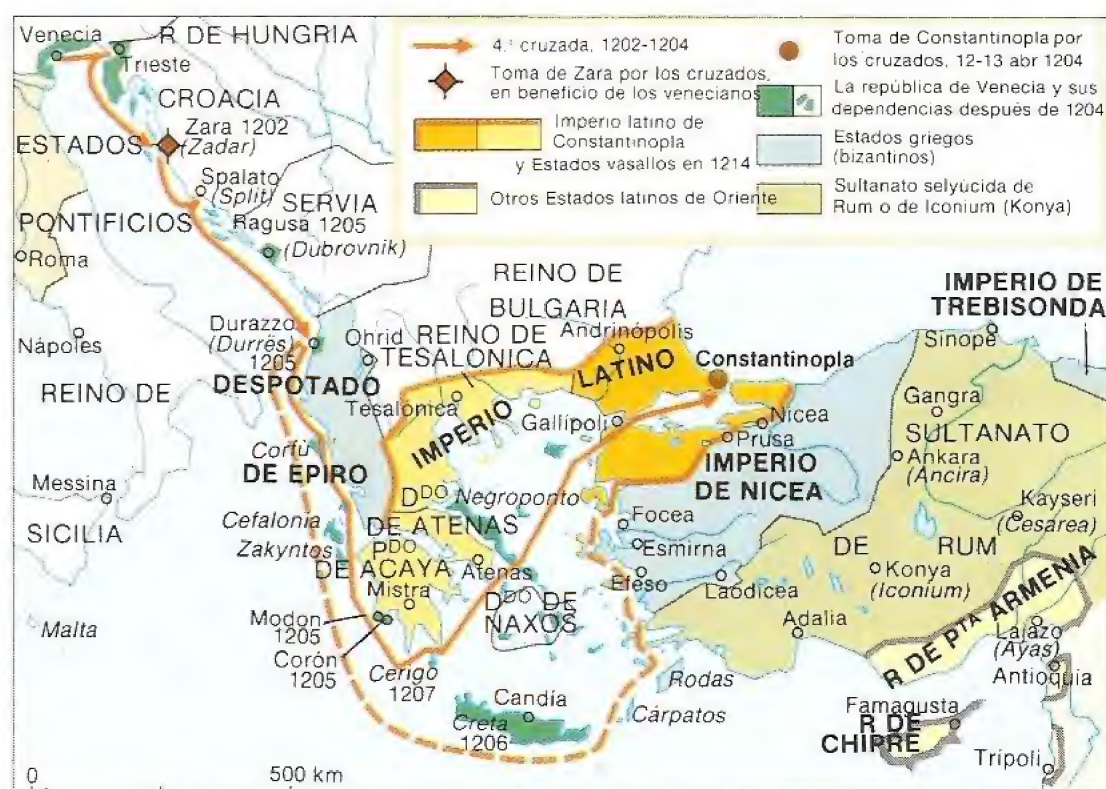 Venecia
R DE HUNGRIA
Trieste
CROACIA
Zara 1202
(Zadar)
ESTADOS
PONTIFICIOS
Spalato
(Split)
SERVIA
Ragusa 1205
(Dubrovnik)
Roma
4.ª cruzada, 1202-1204
Toma de Zara por los cruzados,
en beneficio de los venecianos
Imperio latino de
Constantinopla
y Estados vasallos en 1214
Otros Estados latinos de Oriente
Toma de Constantinopla por
los cruzados, 12-13 abr 1204
La república de Venecia y sus
dependencias después de 1204
Estados griegos
(bizantinos)
Sultanato selyúcida de
Rum o de Iconium (Konya)
REINO DE
BULGARIA
IMPERIO DE
TREBISONDA
Nápoles
Durazzo
(Durrës)
1205
Ohrid
REINO DE
TESALONICA
Andrinópolis
Sinope
REINO DE
DESPOTADO
DE EPIRO
Tesalónica
IMPERIO
LATINO
Constantinopla
Gallípoli
Nicea
Prusa
Gangra
SULTANATO
Ankara
(Ancira)
Corfú
IMPERIO
DE NICEA
Messina
SICILIA
Cefalonia
Zakyntos
DDO
DE ATENAS
Negroponto
Focea
Esmirna
Kayseri
(Cesarea)
PDO
DE ACAYA
Atenas
Efeso
Laodicea
DE RUM
Konya
(Iconium)
Mistra
DDO DE
NAXOS
Malta
Modon
1205
Corón
1205
Adalia
R DE PTA ARMENIA
Lajazo
(Ayas)
Antioquía
Cerigo
1207
Candía
Creta
1206
Rodas
Cárpatos
Famagusta
R DE
CHIPRE
Trípoli
0
500 km